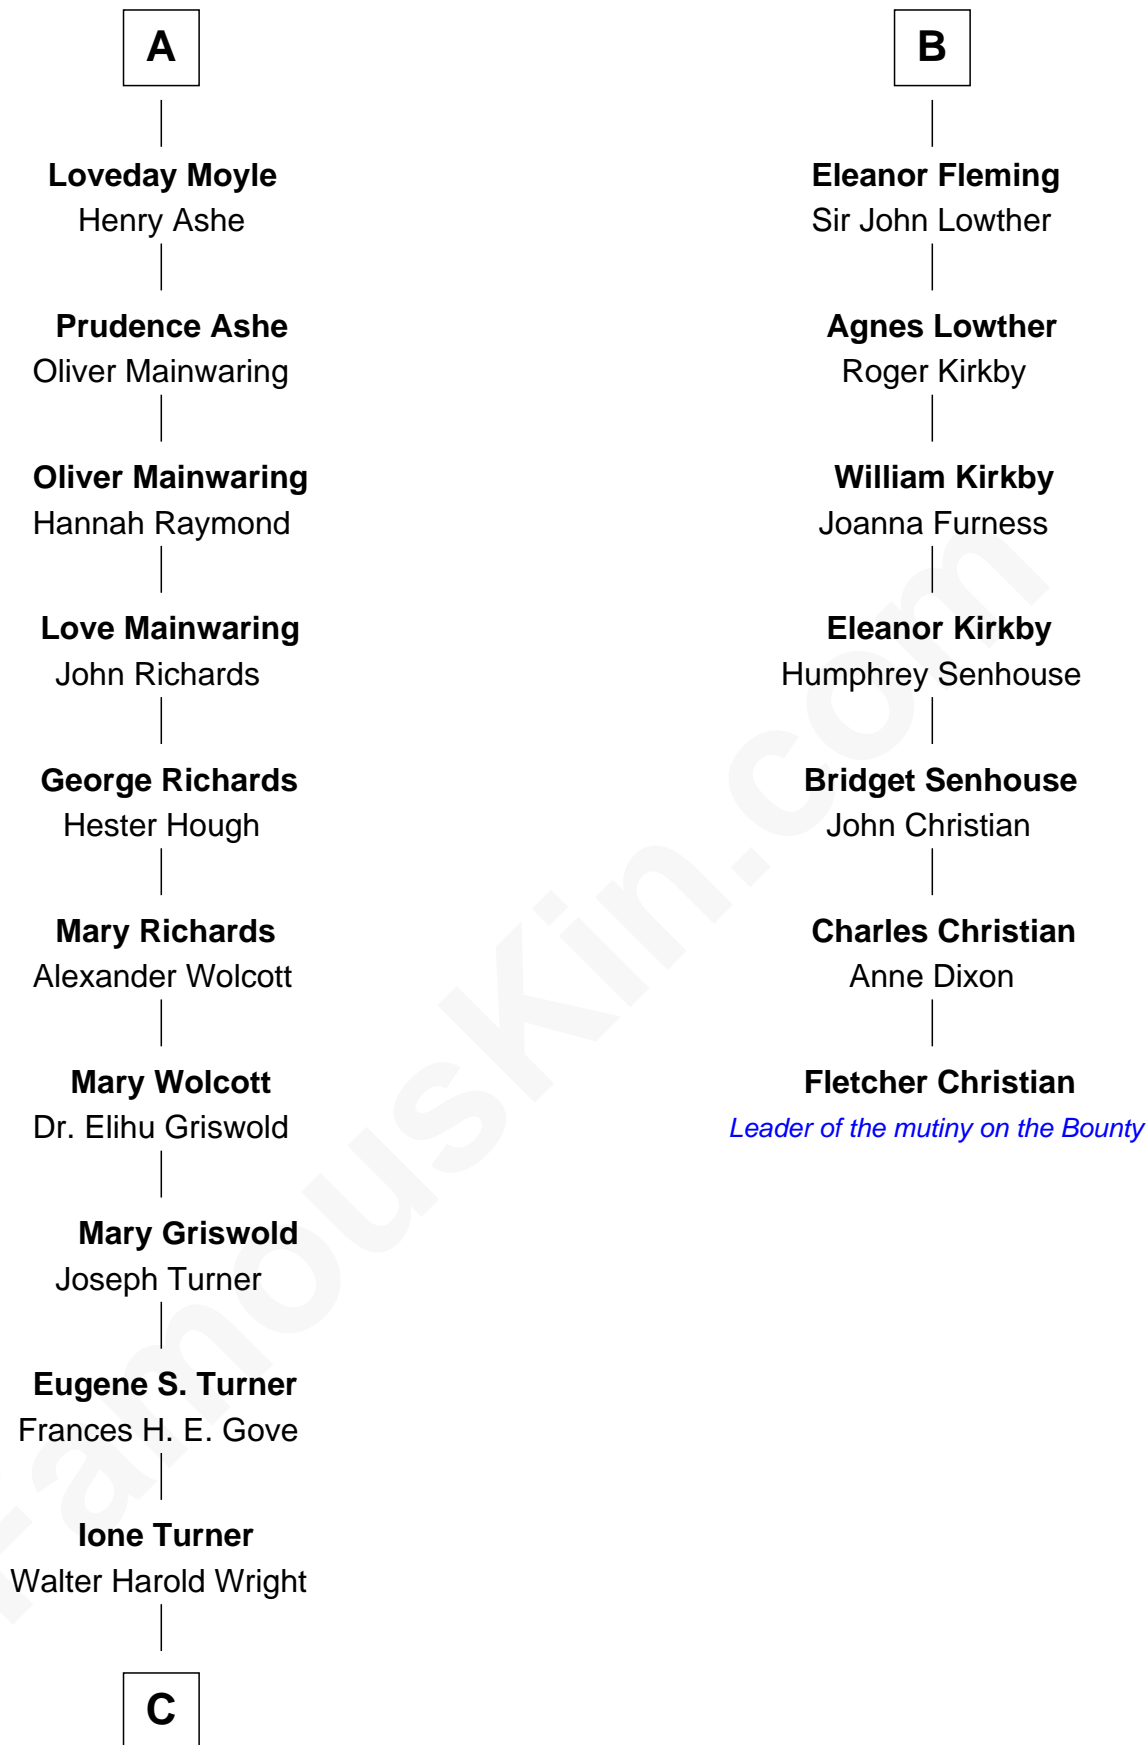 A
Loveday Moyle
Henry Ashe
Prudence Ashe
Oliver Mainwaring
Oliver Mainwaring
Hannah Raymond
Love Mainwaring
John Richards
George Richards
Hester Hough
Mary Richards
Alexander Wolcott
Mary Wolcott
Dr. Elihu Griswold
Mary Griswold
Joseph Turner
Eugene S. Turner
Frances H. E. Gove
Ione Turner
Walter Harold Wright
C
B
Eleanor Fleming
Sir John Lowther
Agnes Lowther
Roger Kirkby
William Kirkby
Joanna Furness
Eleanor Kirkby
Humphrey Senhouse
Bridget Senhouse
John Christian
Charles Christian
Anne Dixon
Fletcher Christian
Leader of the mutiny on the Bounty
FamousKin.com